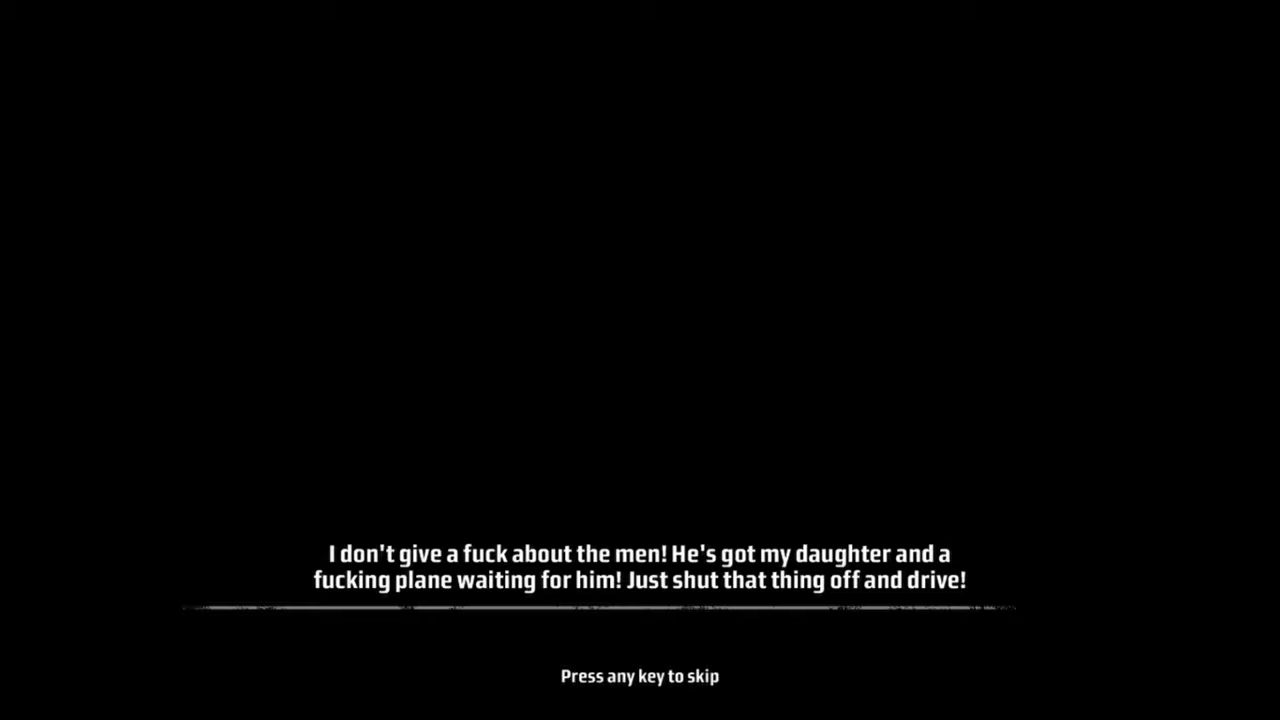 I don't give a fuck about the men! He's got my daughter and a
fucking plane waiting for him! Just shut that thing off and drive!
Press any key to skip